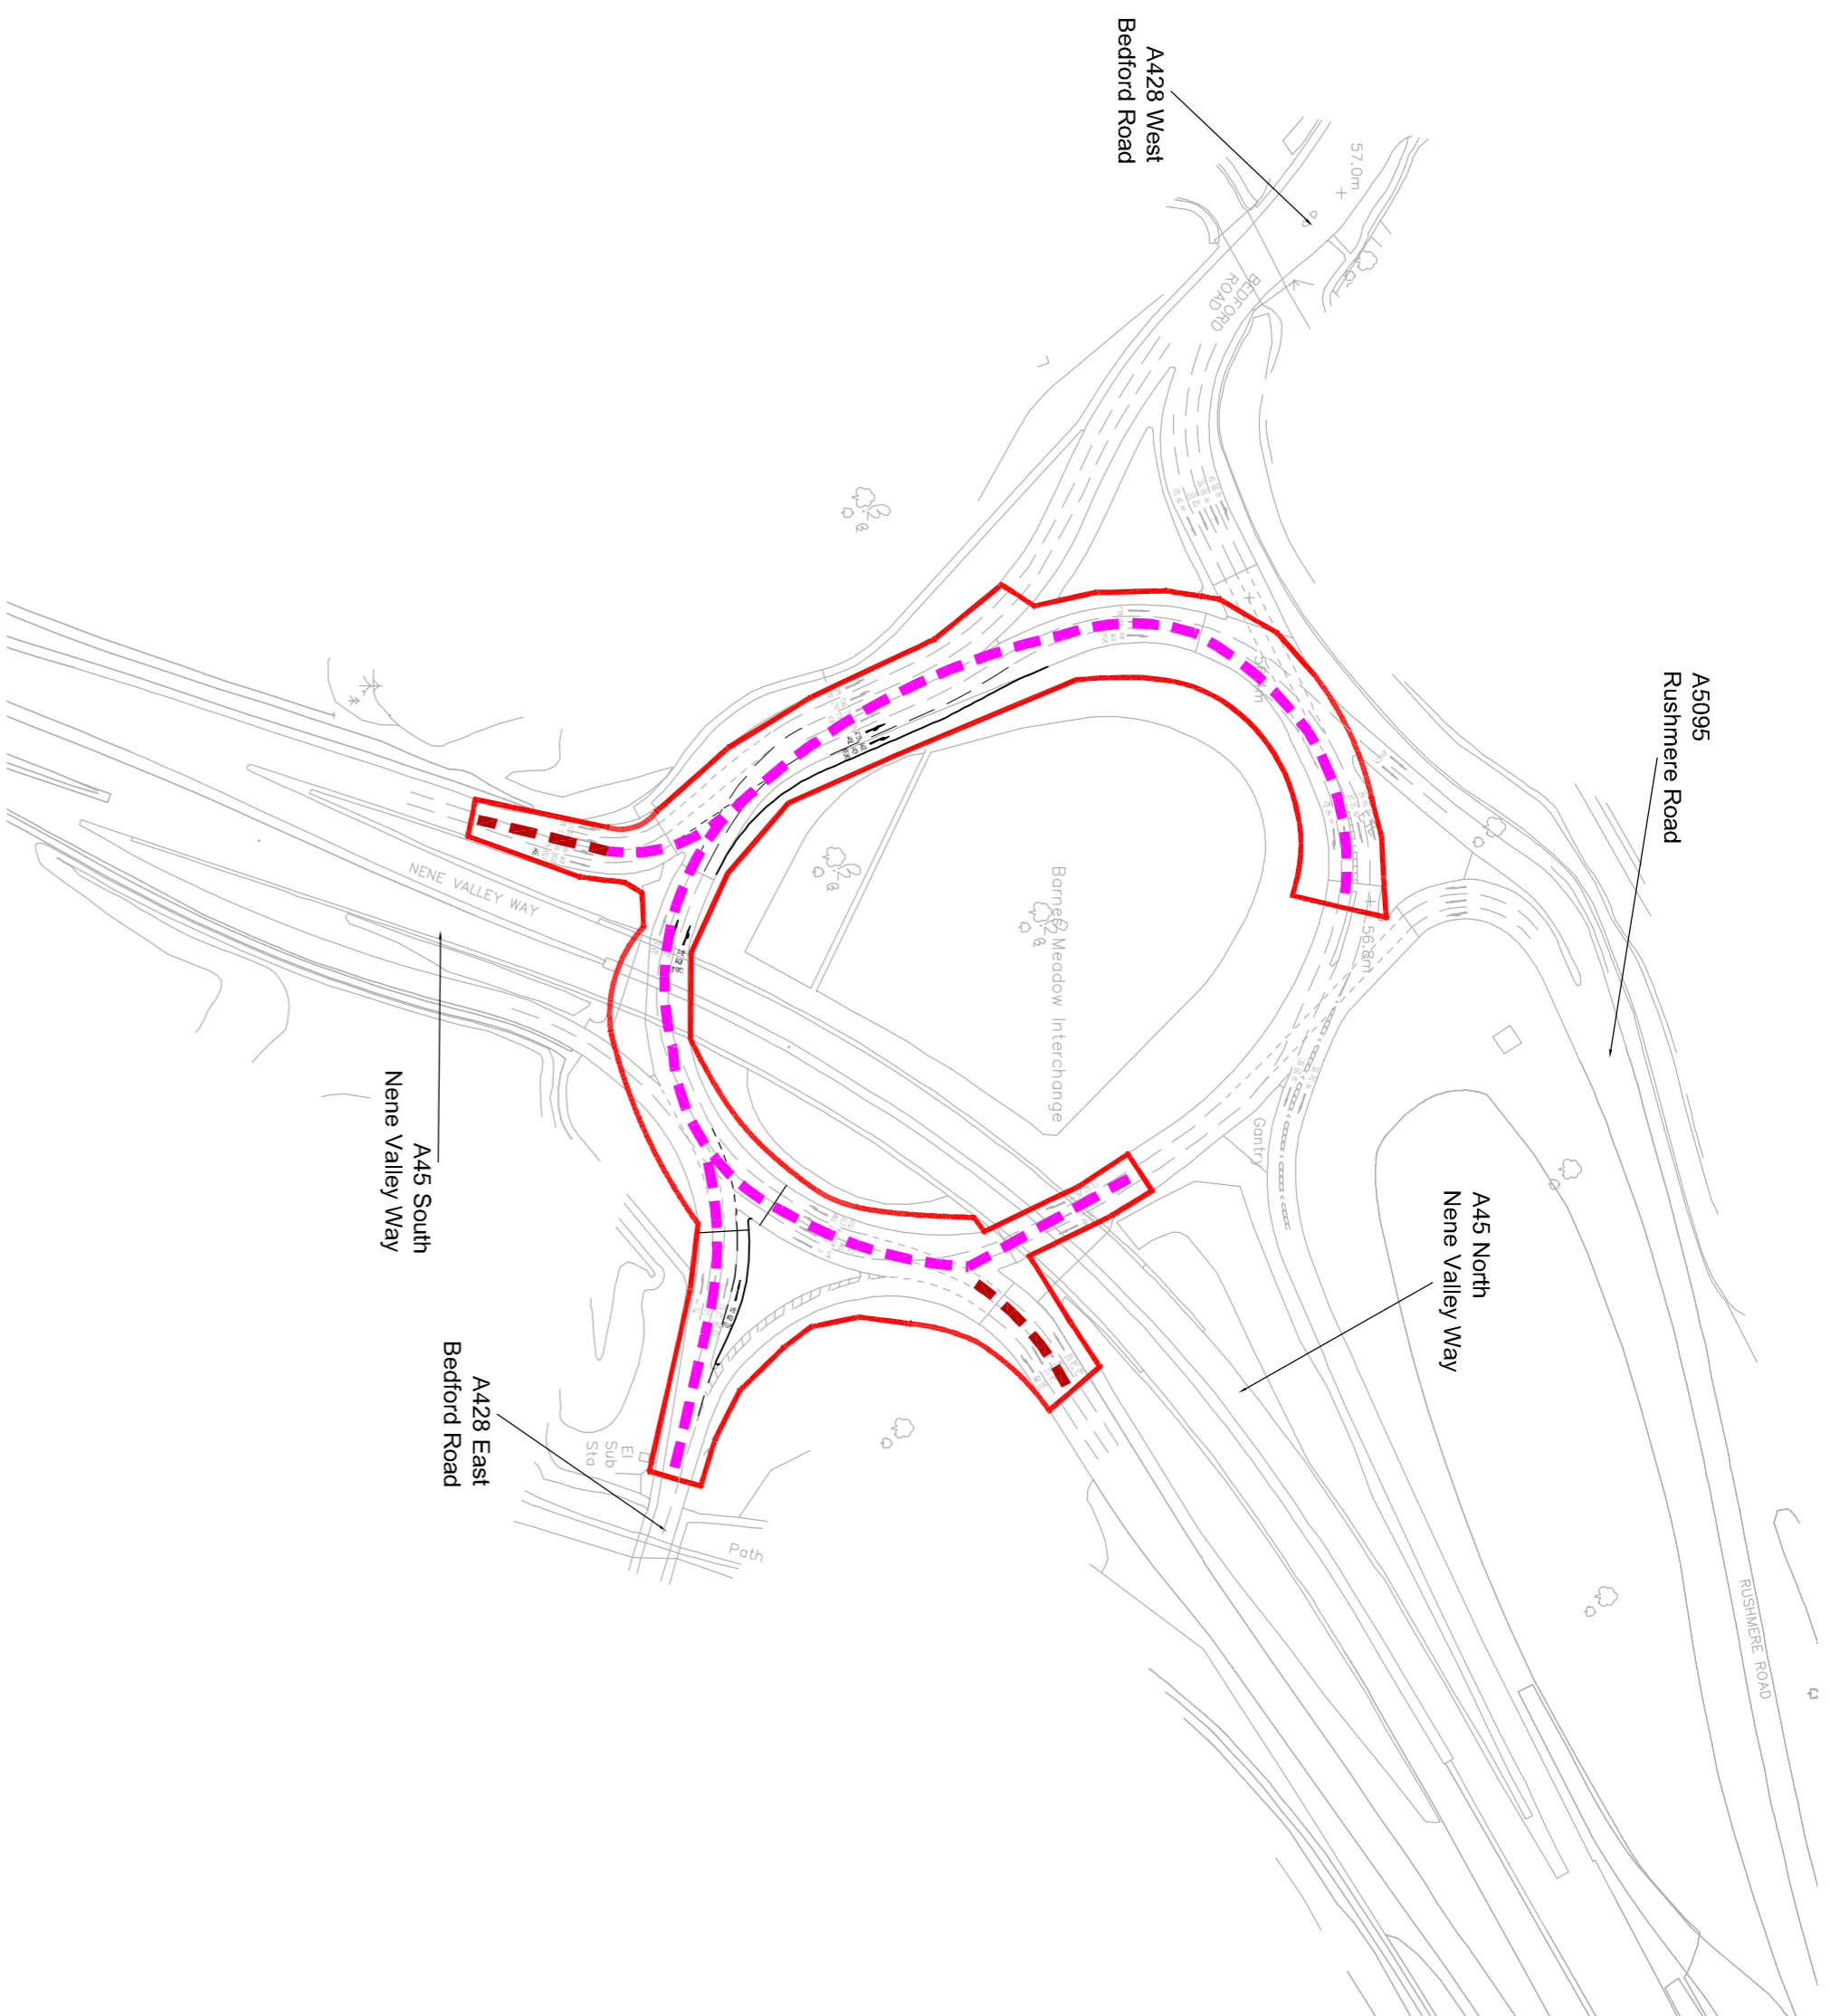 A428 West
Bedford Road
57.0m
BEDFORD
ROAD
A5095
Rushmere Road
56.8m
Barnes Meadow Interchange
NENE VALLEY WAY
Gantry
A45 South
Nene Valley Way
A45 North
Nene Valley Way
A428 East
Bedford Road
El
Sub
Sta
Path
RUSHMERE ROAD